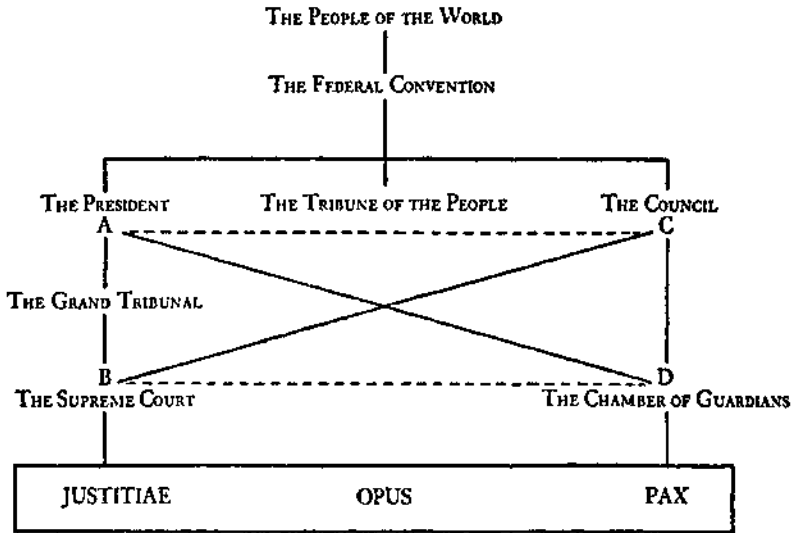 THE PEOPLE OF THE WORLD
THE FEDERAL CONVENTION
THE PRESIDENT THE TRIBUNE OF THE PEOPLE THE COUNCIL
A C
THE GRAND TRIBUNAL
B D
THE SUPREME COURT THE CHAMBER OF GUARDIANS
JUSTITIAE OPUS PAX